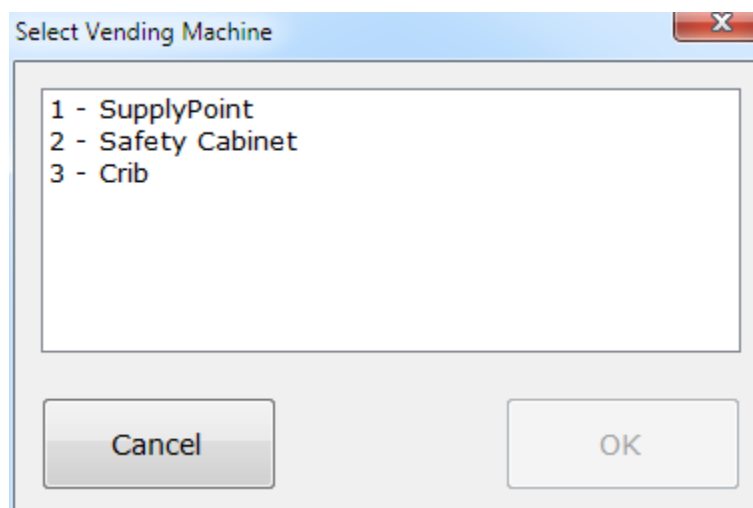 Select Vending Machine
1 - SupplyPoint
2 - Safety Cabinet
3 - Crib
Cancel
OK